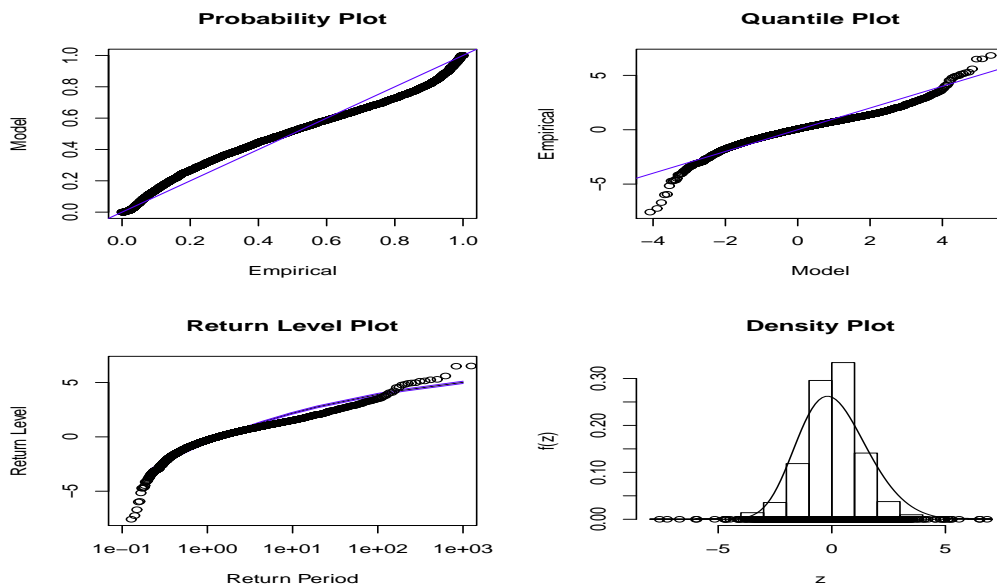 Probability Plot
Model
0.0 0.2 0.4 0.6 0.8 1.0
0.0 0.2 0.4 0.6 0.8 1.0
Empirical
Quantile Plot
Empirical
-5 0 5
-4 -2 0 2 4
Model
Return Level Plot
Return Level
-5 0 5
1e-01 1e+00 1e+01 1e+02 1e+03
Return Period
Density Plot
f(z)
0.00 0.10 0.20 0.30
-5 0 5
z